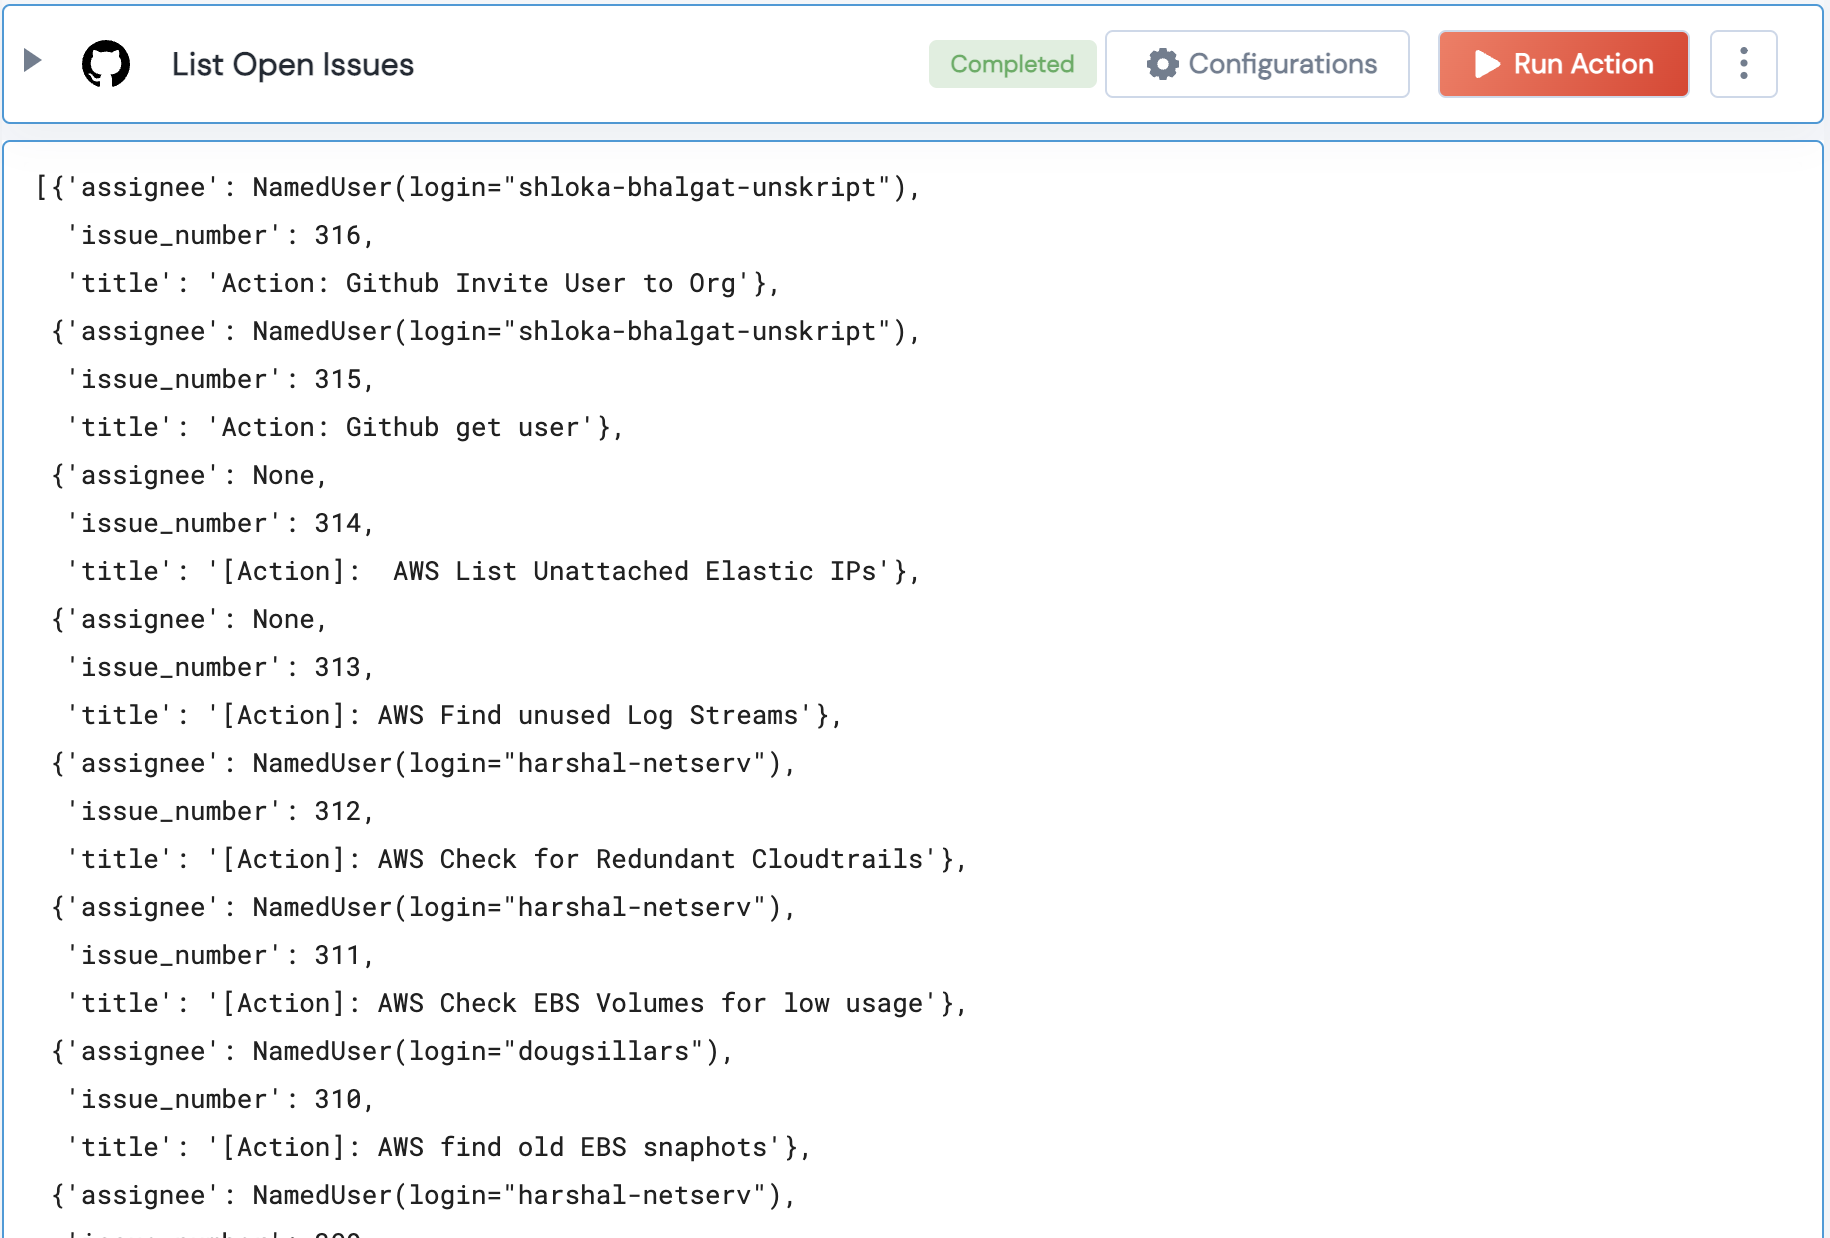 List Open Issues
Completed
Configurations
Run Action
[{'assignee': NamedUser(login="shloka-bhalgat-unskript"),
'issue_number': 316,
'title': 'Action: Github Invite User to Org'},
{'assignee': NamedUser(login="shloka-bhalgat-unskript"),
'issue_number': 315,
'title': 'Action: Github get user'},
{'assignee': None,
'issue_number': 314,
'title': '[Action]:  AWS List Unattached Elastic IPs'},
{'assignee': None,
'issue_number': 313,
'title': '[Action]: AWS Find unused Log Streams'},
{'assignee': NamedUser(login="harshal-netserv"),
'issue_number': 312,
'title': '[Action]: AWS Check for Redundant Cloudtrails'},
{'assignee': NamedUser(login="harshal-netserv"),
'issue_number': 311,
'title': '[Action]: AWS Check EBS Volumes for low usage'},
{'assignee': NamedUser(login="dougsillars"),
'issue_number': 310,
'title': '[Action]: AWS find old EBS snaphots'},
{'assignee': NamedUser(login="harshal-netserv"),